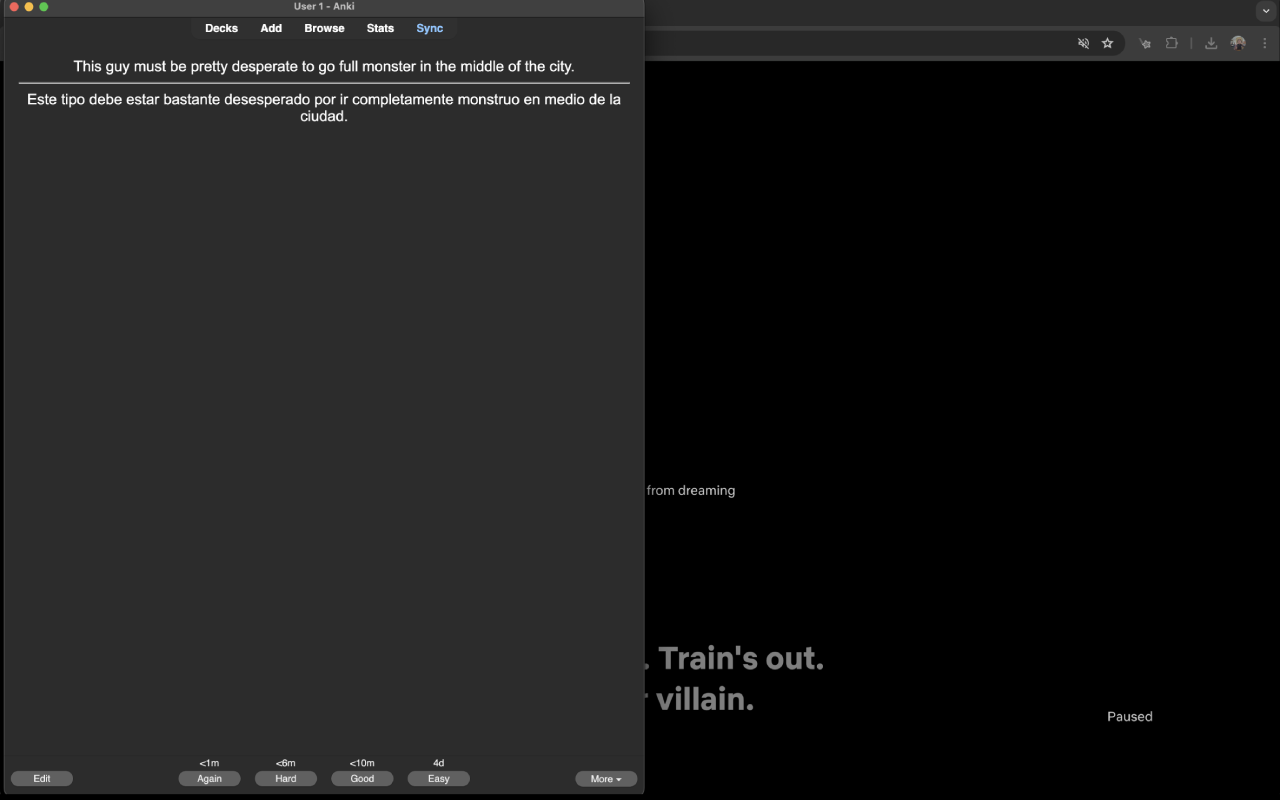 User 1 - Anki
Decks Add Browse Stats Sync
This guy must be pretty desperate to go full monster in the middle of the city.
Este tipo debe estar bastante desesperado por ir completamente monstruo en medio de la
ciudad.
from dreaming
. Train's out.
villain.
Paused
<1m <6m <10m 4d
Edit Again Hard Good Easy More